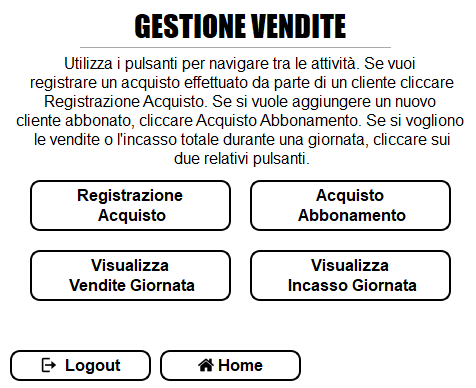 GESTIONE VENDITE
Utilizza i pulsanti per navigare tra le attività. Se vuoi
registrare un acquisto effettuato da parte di un cliente cliccare
Registrazione Acquisto. Se si vuole aggiungere un nuovo
cliente abbonato, cliccare Acquisto Abbonamento. Se si vogliono
le vendite o l'incasso totale durante una giornata, cliccare sui
due relativi pulsanti.
Registrazione
Acquisto
Acquisto
Abbonamento
Visualizza
Vendite Giornata
Visualizza
Incasso Giornata
Logout
Home